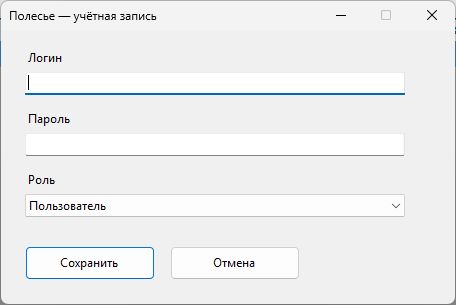 Полесье — учётная запись
Логин
Пароль
Роль
Пользователь
Сохранить
Отмена